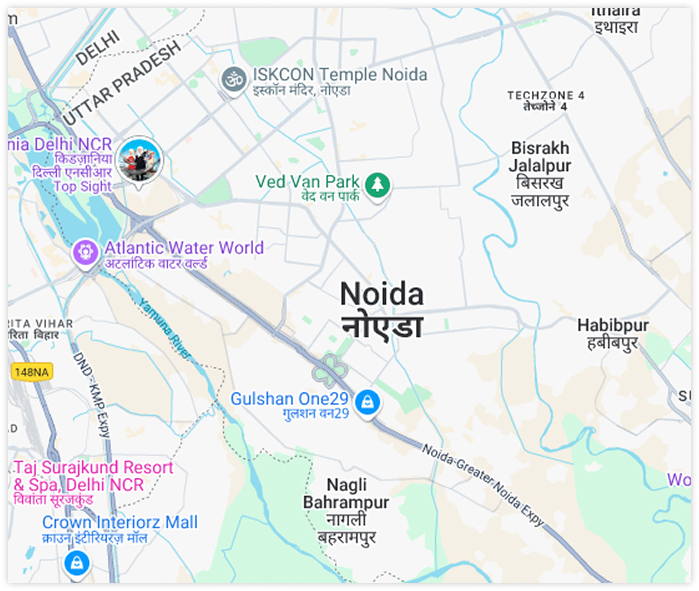 m
Ithaira
इथाइरा
DELHI
UTTAR PRADESH
ISKCON Temple Noida
इस्कॉन मंदिर, नोएडा
TECHZONE 4
तेच्जोने 4
nia Delhi NCR
किडज़ानिया
दिल्ली एनसीआर
Top Sight
Bisrakh
Jalalpur
बिसरख
जलालपुर
Ved Van Park
वेद वन पार्क
Atlantic Water World
अटलांटिक वाटर वर्ल्ड
Noida
नोएडा
Yamuna River
RITA VIHAR
रिता विहार
Habibpur
हबीबपुर
148NA
DND - KMP Expy
Gulshan One29
गुलशन वन29
SU
AD
Noida-Greater Noida Expy
Taj Surajkund Resort
& Spa, Delhi NCR
विवांता सूरजकुंड
Nagli
Bahrampur
नागली
बहरामपुर
Wo
Crown Interiorz Mall
क्राउन इंटीरियरज़ मॉल